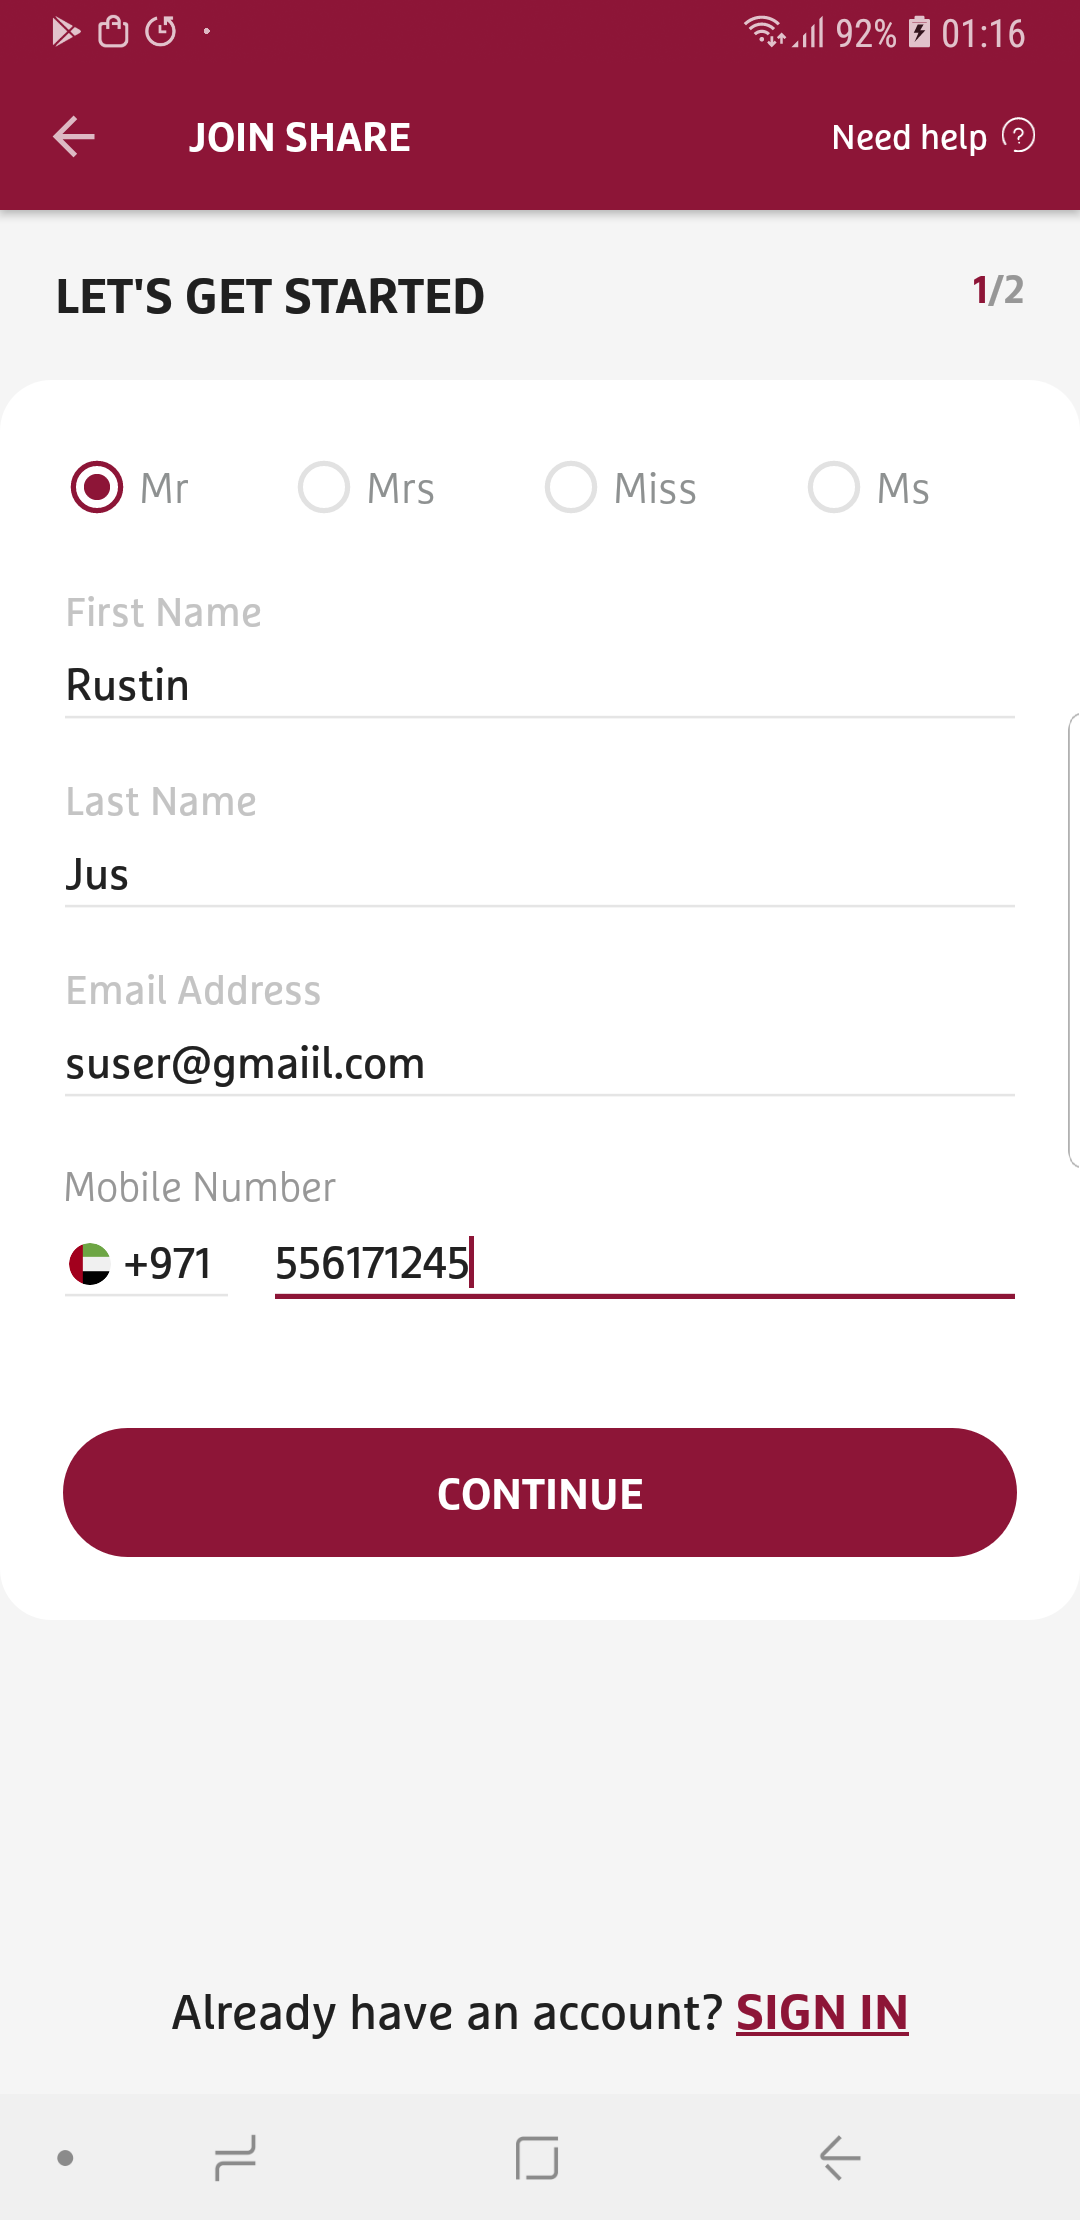 92% 01:16
JOIN SHARE Need help ?
LET'S GET STARTED 1/2
Mr Mrs Miss Ms
First Name
Rustin
Last Name
Jus
Email Address
suser@gmaiil.com
Mobile Number
+971 556171245
CONTINUE
Already have an account? SIGN IN